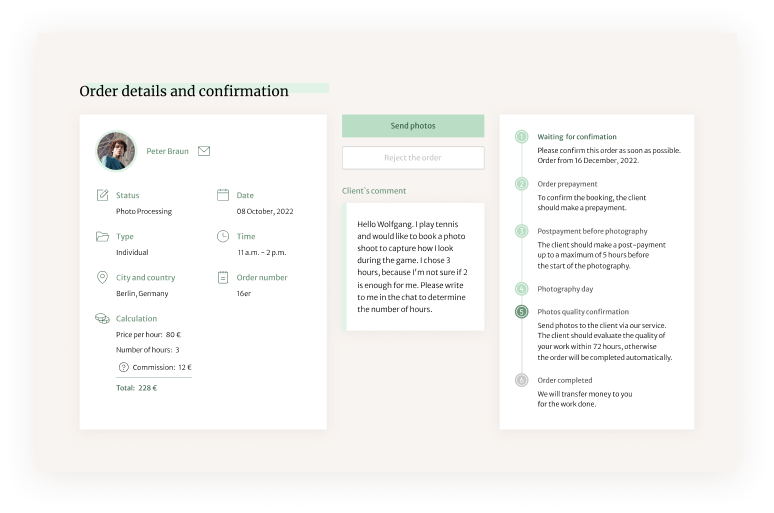 Order details and confirmation
Peter Braun
Status
Photo Processing
Date
08 October, 2022
Type
Individual
Time
11 a.m. - 2 p.m.
City and country
Berlin, Germany
Order number
16er
Calculation
Price per hour: 80 €
Number of hours: 3
? Commission: 12 €
Total: 228 €
Send photos
Reject the order
Client`s comment
Hello Wolfgang. I play tennis
and would like to book a photo
shoot to capture how I look
during the game. I chose 3
hours, because I'm not sure if 2
is enough for me. Please write
to me in the chat to determine
the number of hours.
1 Waiting for confimation
Please confirm this order as soon as possible.
Order from 16 December, 2022.
2 Order prepayment
To confirm the booking, the client
should make a prepayment.
3 Postpayment before photography
The client should make a post-payment
up to a maximum of 5 hours before
the start of the photography.
4 Photography day
5 Photos quality confirmation
Send photos to the client via our service.
The client should evaluate the quality of
your work within 72 hours, otherwise
the order will be completed automatically.
6 Order completed
We will transfer money to you
for the work done.